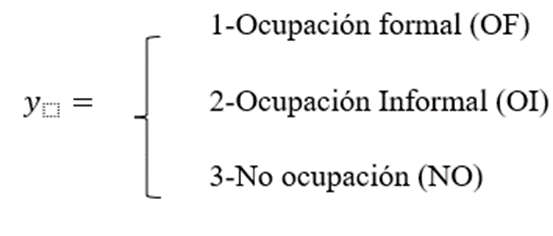 1-Ocupación formal (OF)
y⬚ =
2-Ocupación Informal (OI)
3-No ocupación (NO)